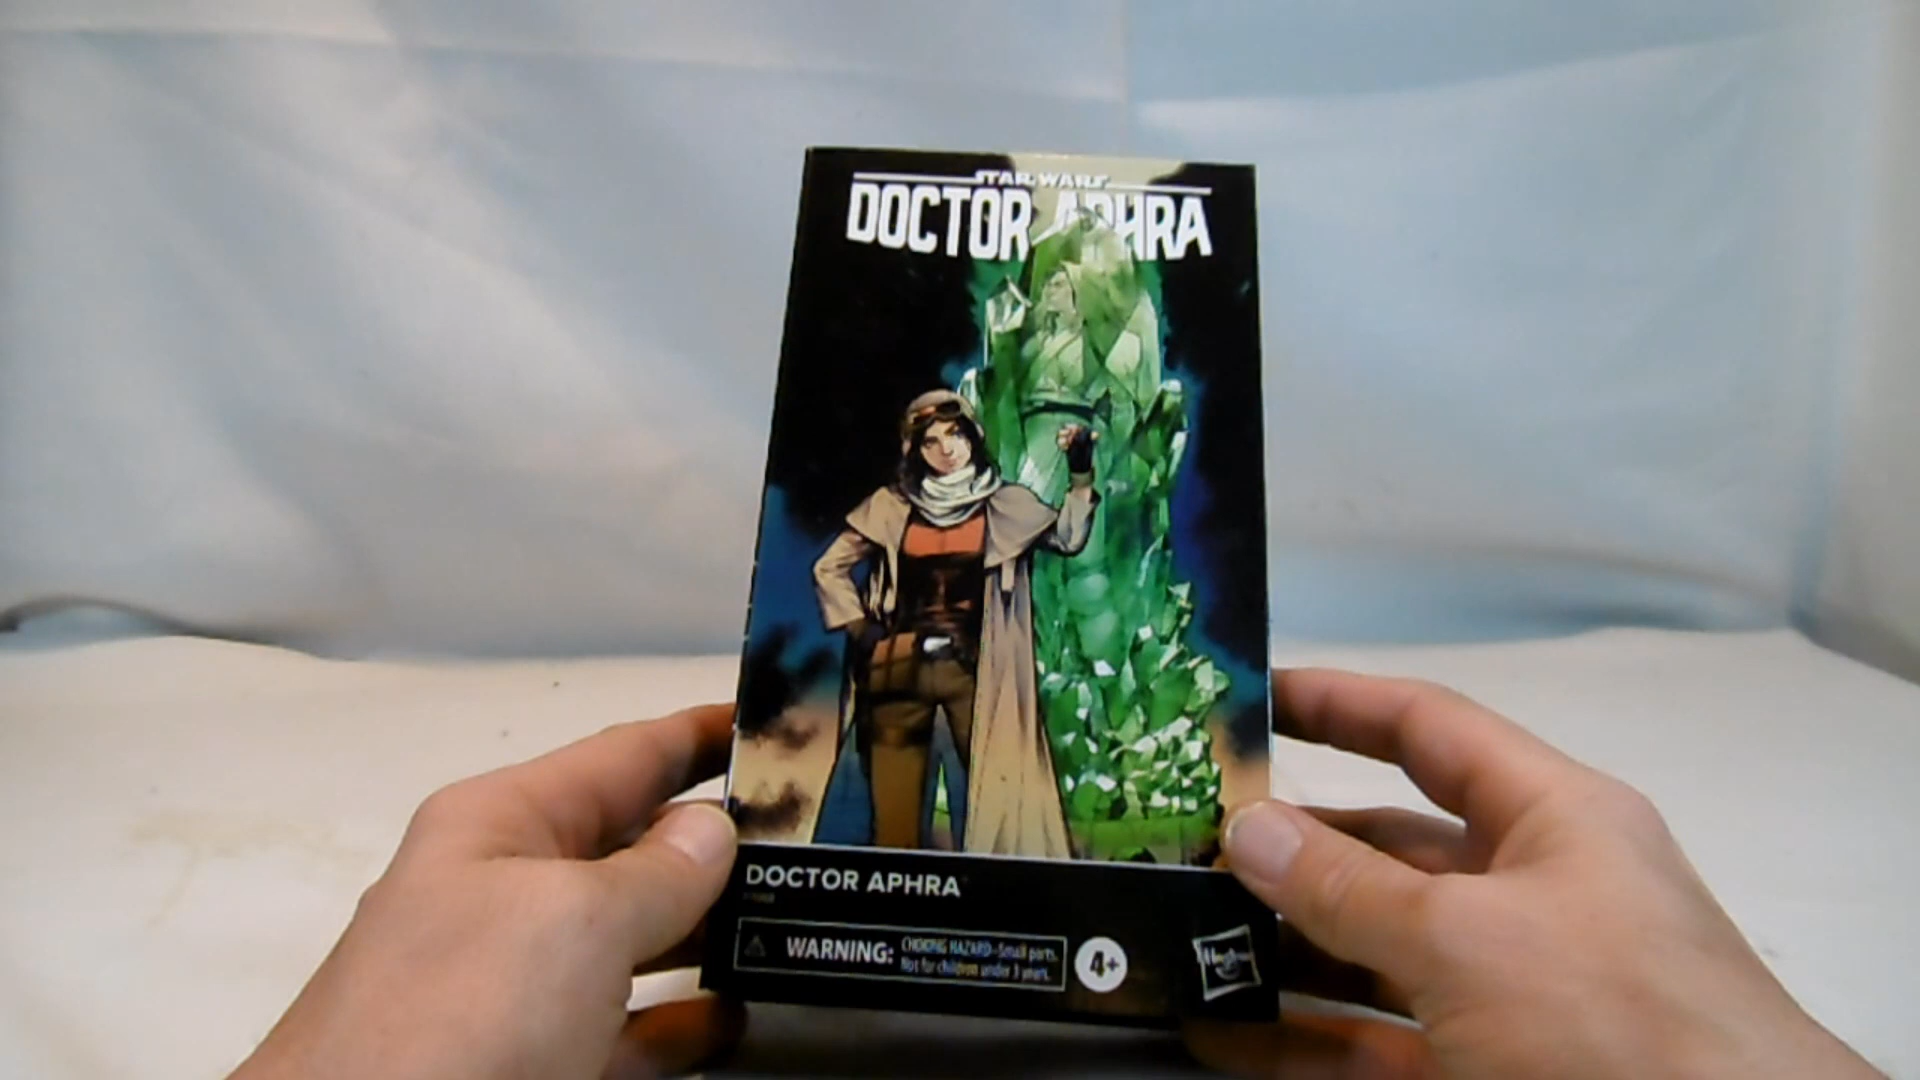 STAR WARS
DOCTOR APHRA
DOCTOR APHRA
WARNING: CHOKING HAZARD-Small parts.
Not for children under 3 years.
4+
Hasbro